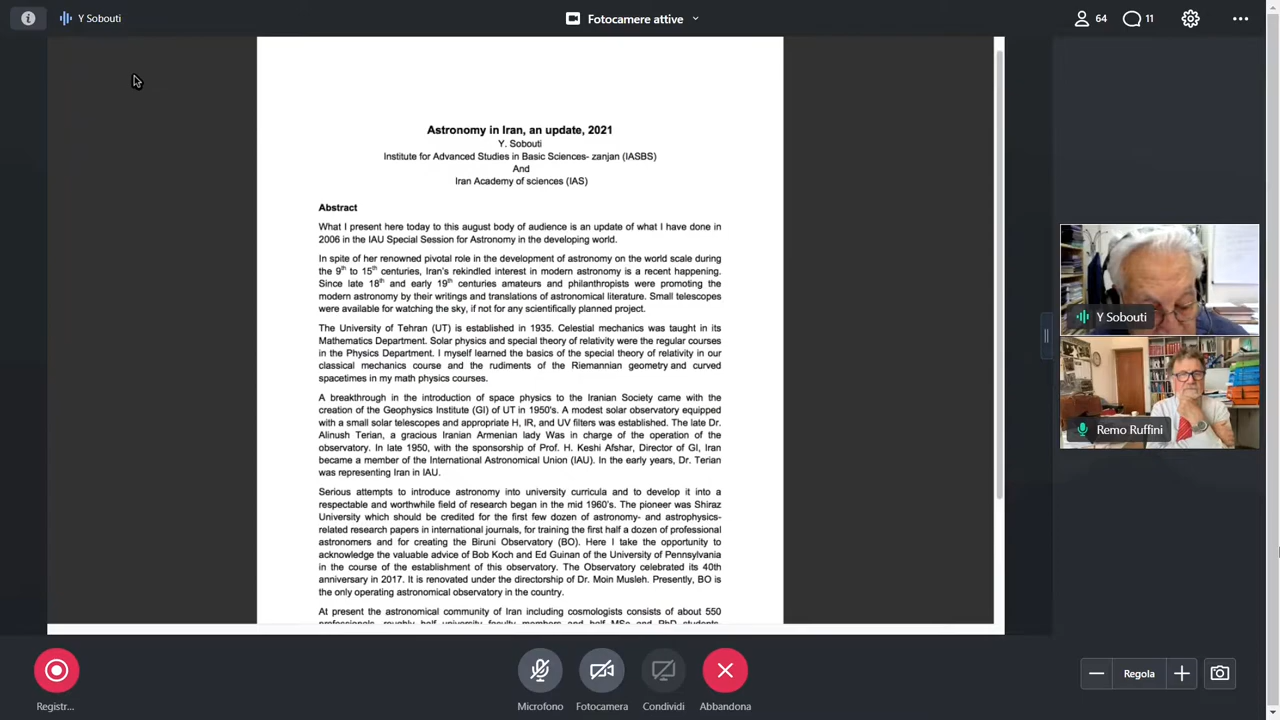 Y Sobouti
Fotocamere attive
64
11
Astronomy in Iran, an update, 2021
Y. Sobouti
Institute for Advanced Studies in Basic Sciences- zanjan (IASBS)
And
Iran Academy of sciences (IAS)
Abstract
What I present here today to this august body of audience is an update of what I have done in
2006 in the IAU Special Session for Astronomy in the developing world.
In spite of her renowned pivotal role in the development of astronomy on the world scale during
the 9th to 15th centuries, Iran's rekindled interest in modern astronomy is a recent happening.
Since late 18th and early 19th centuries amateurs and philanthropists were promoting the
modern astronomy by their writings and translations of astronomical literature. Small telescopes
were available for watching the sky, if not for any scientifically planned project.
The University of Tehran (UT) is established in 1935. Celestial mechanics was taught in its
Mathematics Department. Solar physics and special theory of relativity were the regular courses
in the Physics Department. I myself learned the basics of the special theory of relativity in our
classical mechanics course and the rudiments of the Riemannian geometry and curved
spacetimes in my math physics courses.
A breakthrough in the introduction of space physics to the Iranian Society came with the
creation of the Geophysics Institute (GI) of UT in 1950's. A modest solar observatory equipped
with a small solar telescopes and appropriate H, IR, and UV filters was established. The late Dr.
Alinush Terian, a gracious Iranian Armenian lady Was in charge of the operation of the
observatory. In late 1950, with the sponsorship of Prof. H. Keshi Afshar, Director of GI, Iran
became a member of the International Astronomical Union (IAU). In the early years, Dr. Terian
was representing Iran in IAU.
Serious attempts to introduce astronomy into university curricula and to develop it into a
respectable and worthwhile field of research began in the mid 1960's. The pioneer was Shiraz
University which should be credited for the first few dozen of astronomy- and astrophysics-
related research papers in international journals, for training the first half a dozen of professional
astronomers and for creating the Biruni Observatory (BO). Here I take the opportunity to
acknowledge the valuable advice of Bob Koch and Ed Guinan of the University of Pennsylvania
in the course of the establishment of this observatory. The Observatory celebrated its 40th
anniversary in 2017. It is renovated under the directorship of Dr. Moin Musleh. Presently, BO is
the only operating astronomical observatory in the country.
At present the astronomical community of Iran including cosmologists consists of about 550
professionals, roughly half university faculty members and half MSc and PhD students.
Y Sobouti
Remo Ruffini
Registr...
Microfono
Fotocamera
Condividi
Abbandona
Regola